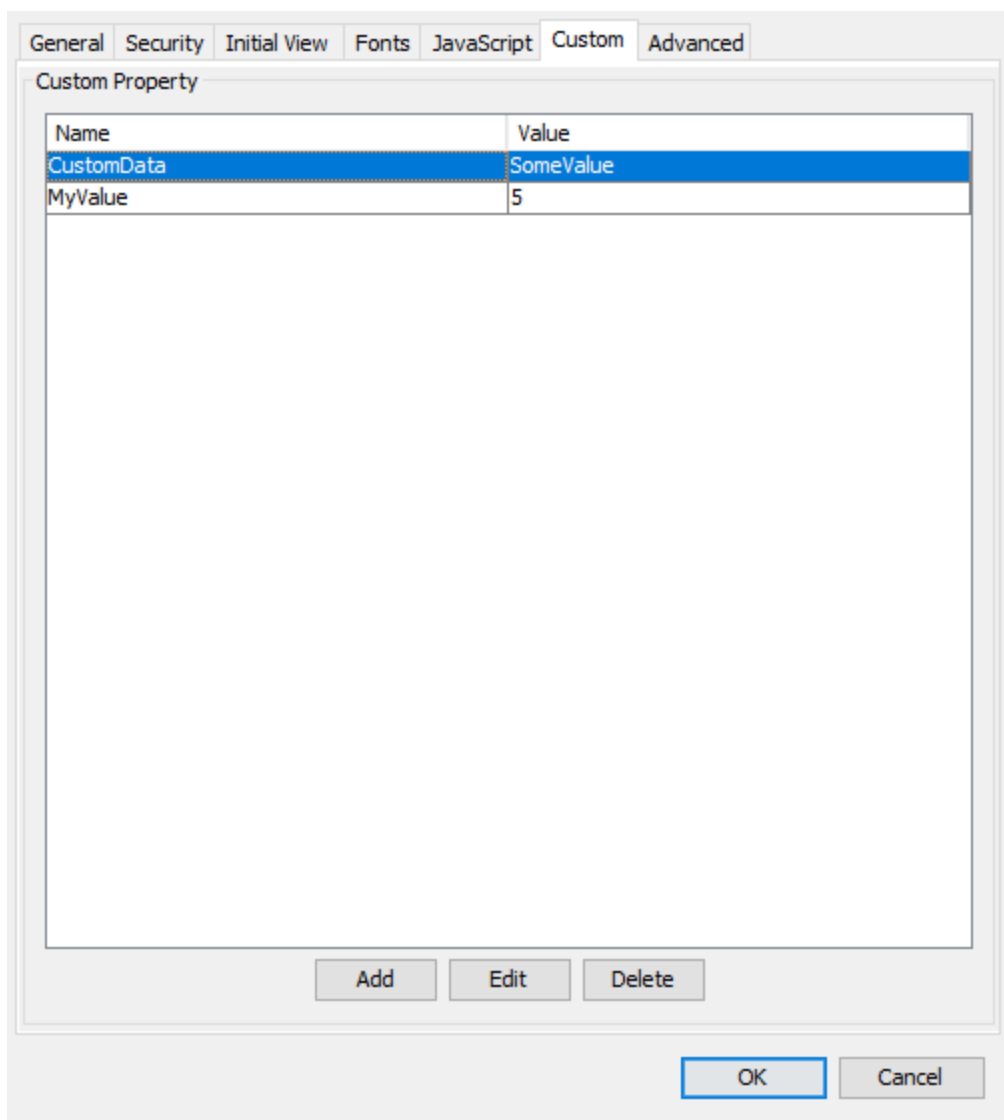 General Security Initial View Fonts JavaScript Custom Advanced
Custom Property
Name Value
CustomData SomeValue
MyValue 5
Add Edit Delete
OK Cancel